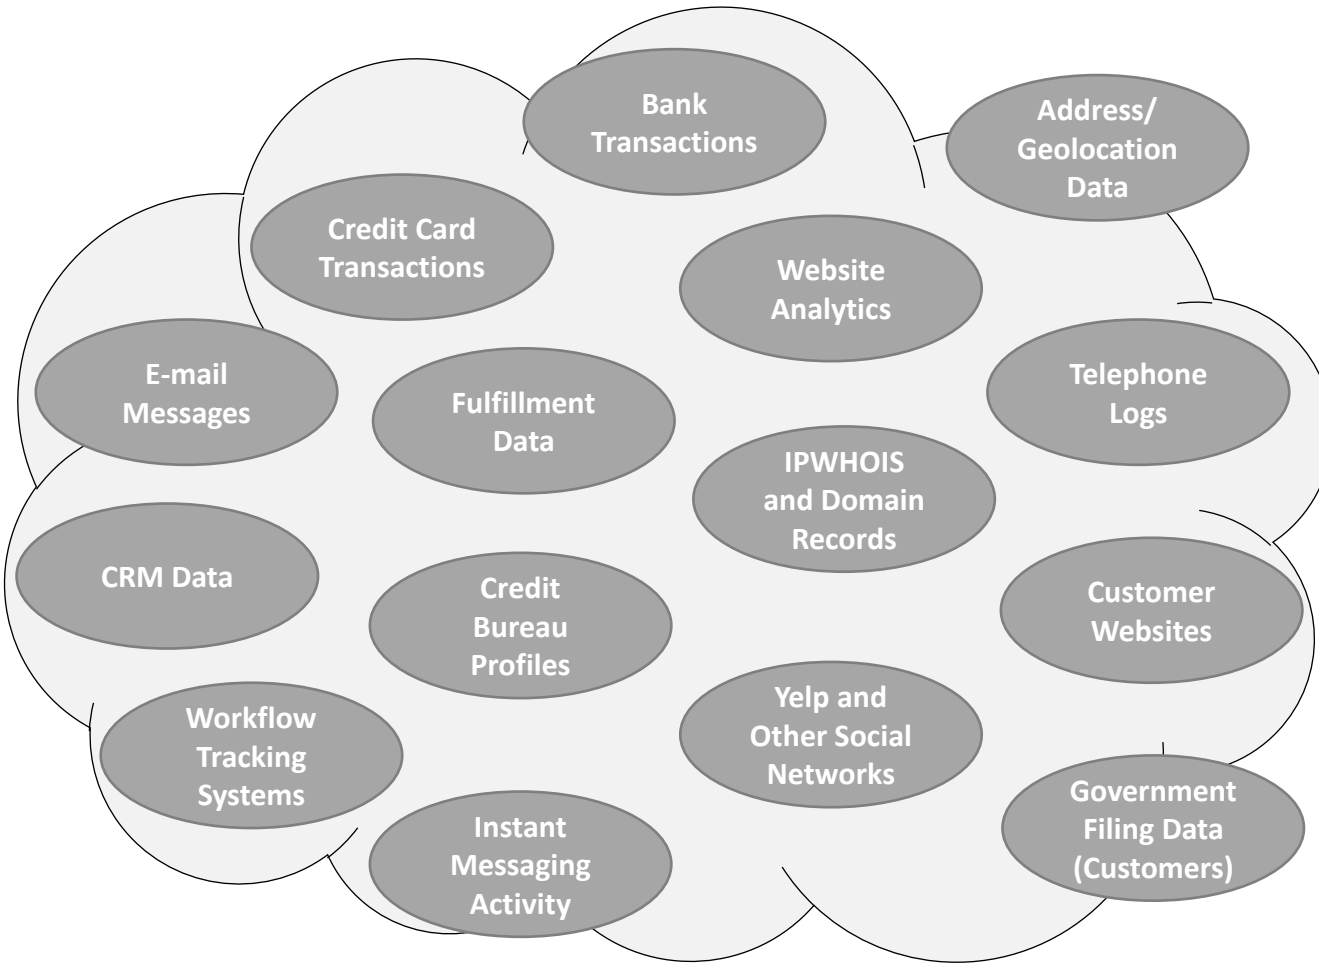 Bank
Transactions
Address/
Geolocation
Data
Credit Card
Transactions
Website
Analytics
E-mail
Messages
Fulfillment
Data
Telephone
Logs
IPWHOIS
and Domain
Records
CRM Data
Credit
Bureau
Profiles
Customer
Websites
Workflow
Tracking
Systems
Yelp and
Other Social
Networks
Instant
Messaging
Activity
Government
Filing Data
(Customers)